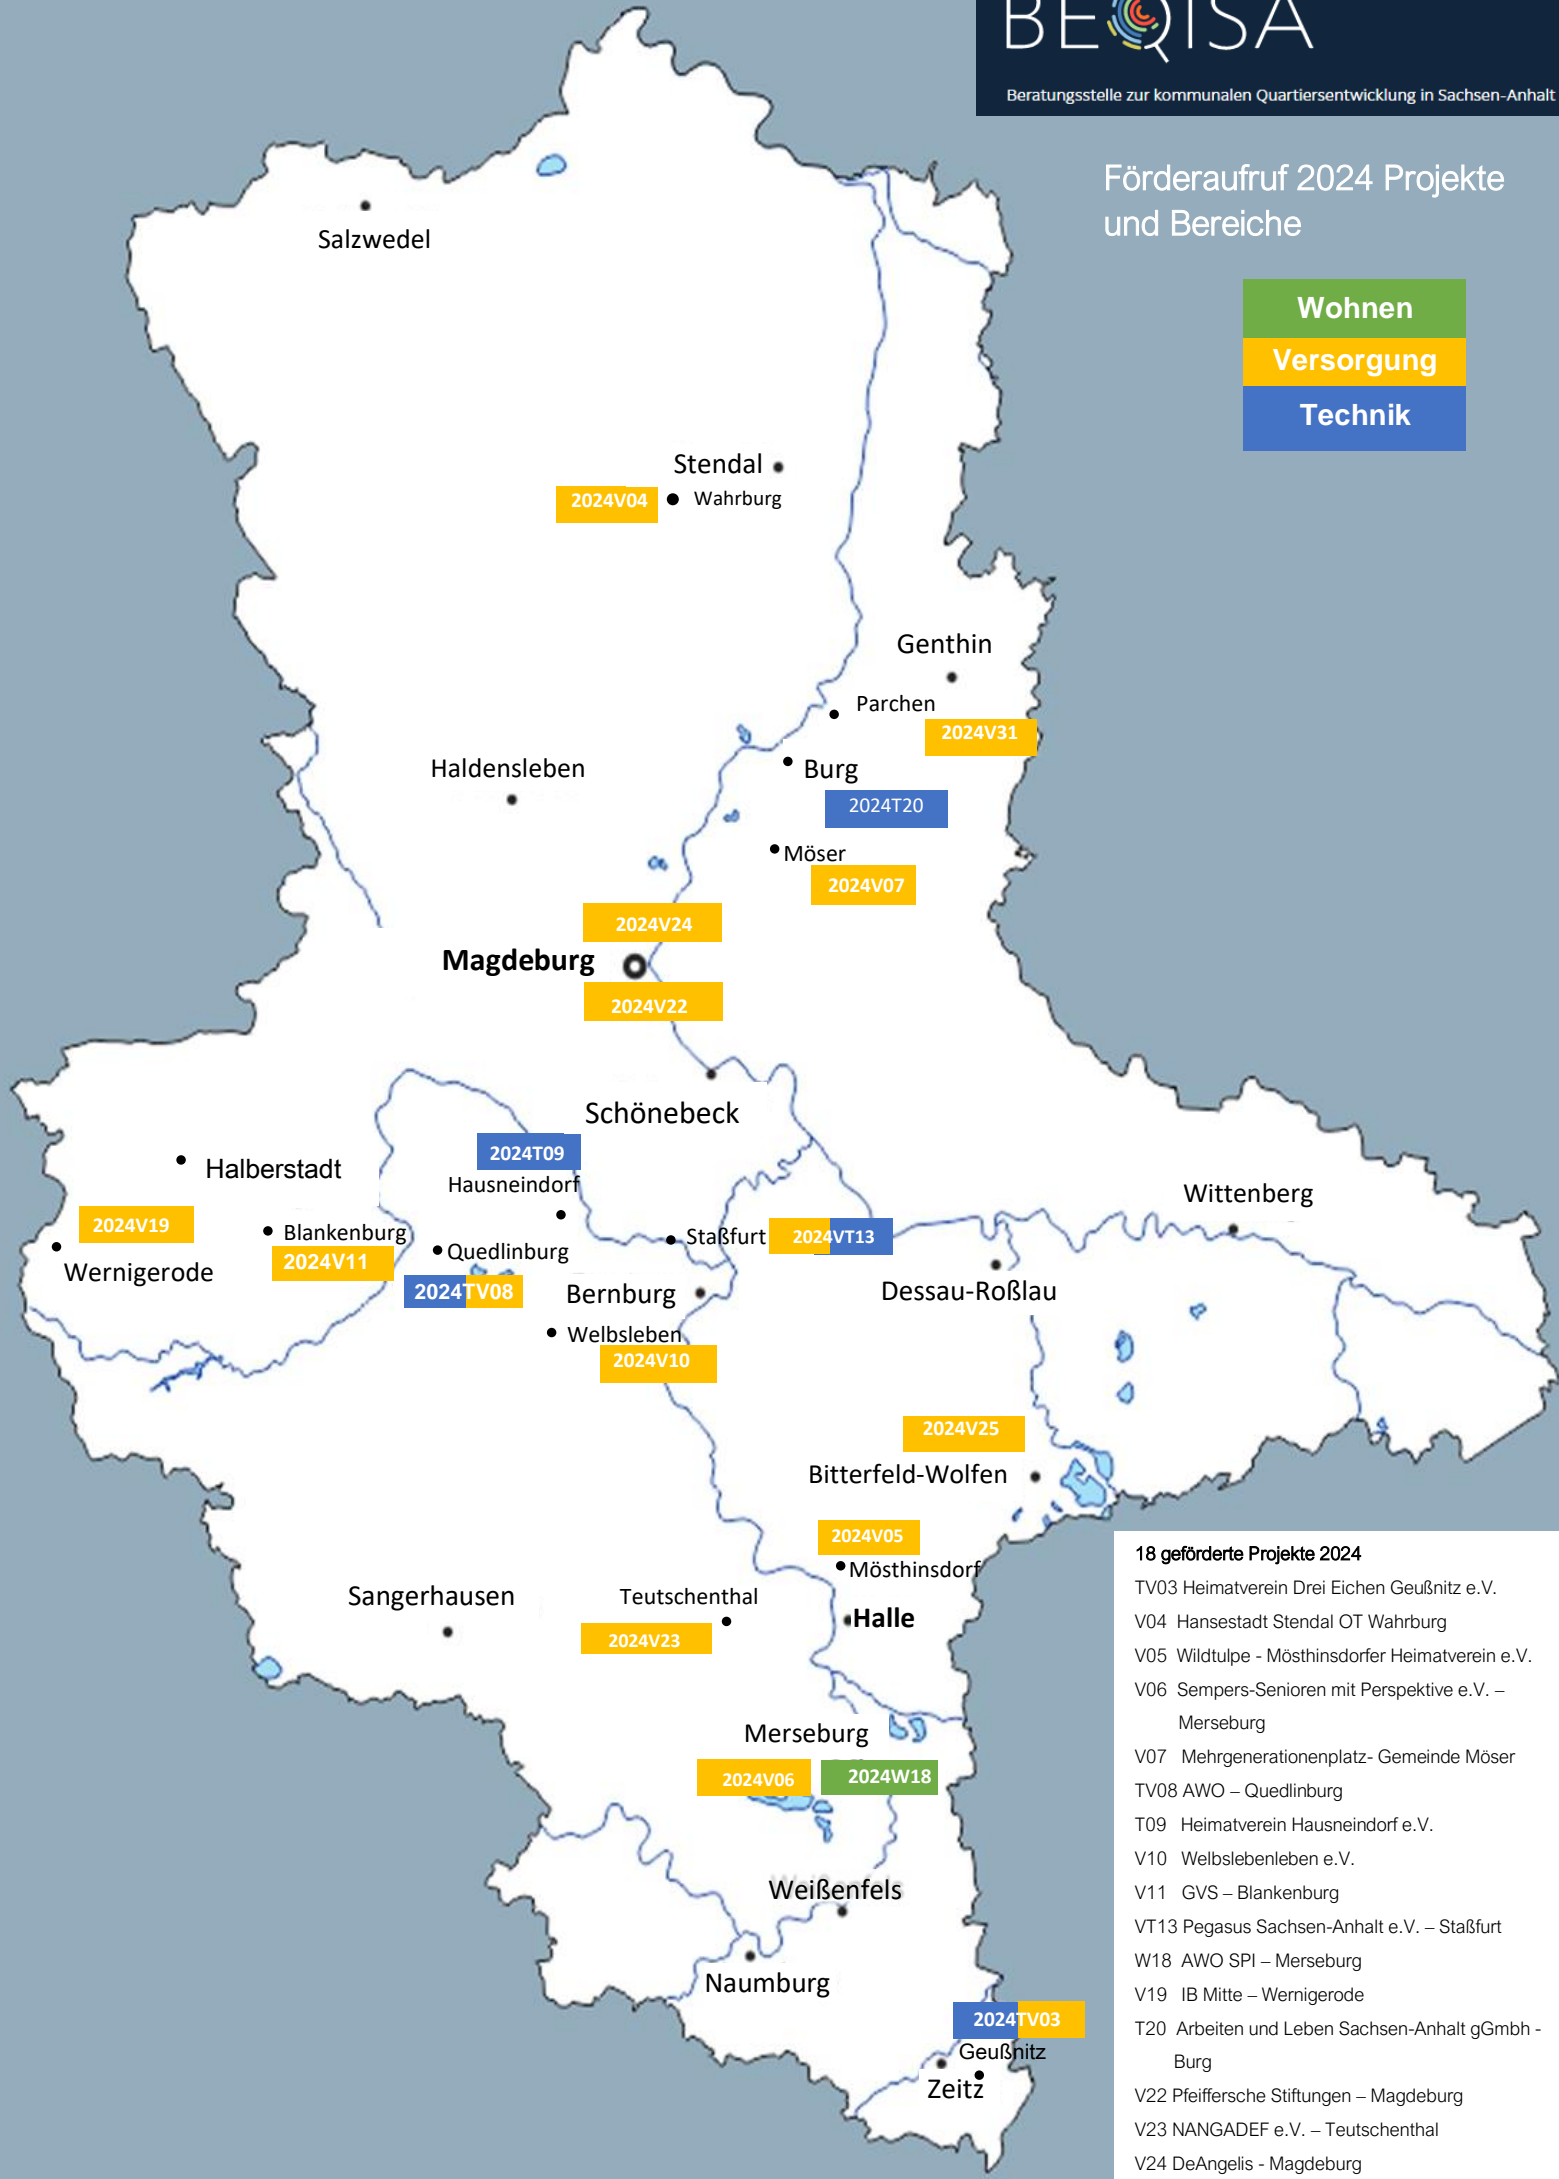 BEQISA
Beratungsstelle zur kommunalen Quartiersentwicklung in Sachsen-Anhalt
Förderaufruf 2024 Projekte
und Bereiche
Wohnen
Versorgung
Technik
Salzwedel
Stendal
2024V04
Wahrburg
Genthin
Parchen
2024V31
Haldensleben
Burg
2024T20
Möser
2024V07
2024V24
Magdeburg
2024V22
Schönebeck
2024T09
Halberstadt
Hausneindorf
Wittenberg
2024V19
Blankenburg
Staßfurt
2024VT13
Quedlinburg
2024V11
Wernigerode
2024TV08
Bernburg
Dessau-Roßlau
Welbsleben
2024V10
2024V25
Bitterfeld-Wolfen
2024V05
Mösthinsdorf
Sangerhausen
Teutschenthal
Halle
2024V23
Merseburg
2024V06
2024W18
Weißenfels
Naumburg
2024TV03
Geußnitz
Zeitz
18 geförderte Projekte 2024
TV03 Heimatverein Drei Eichen Geußnitz e.V.
V04 Hansestadt Stendal OT Wahrburg
V05 Wildtulpe - Mösthinsdorfer Heimatverein e.V.
V06 Sempers-Senioren mit Perspektive e.V. –
Merseburg
V07 Mehrgenerationenplatz- Gemeinde Möser
TV08 AWO – Quedlinburg
T09 Heimatverein Hausneindorf e.V.
V10 Welbslebenleben e.V.
V11 GVS – Blankenburg
VT13 Pegasus Sachsen-Anhalt e.V. – Staßfurt
W18 AWO SPI – Merseburg
V19 IB Mitte – Wernigerode
T20 Arbeiten und Leben Sachsen-Anhalt gGmbh -
Burg
V22 Pfeiffersche Stiftungen – Magdeburg
V23 NANGADEF e.V. – Teutschenthal
V24 DeAngelis - Magdeburg